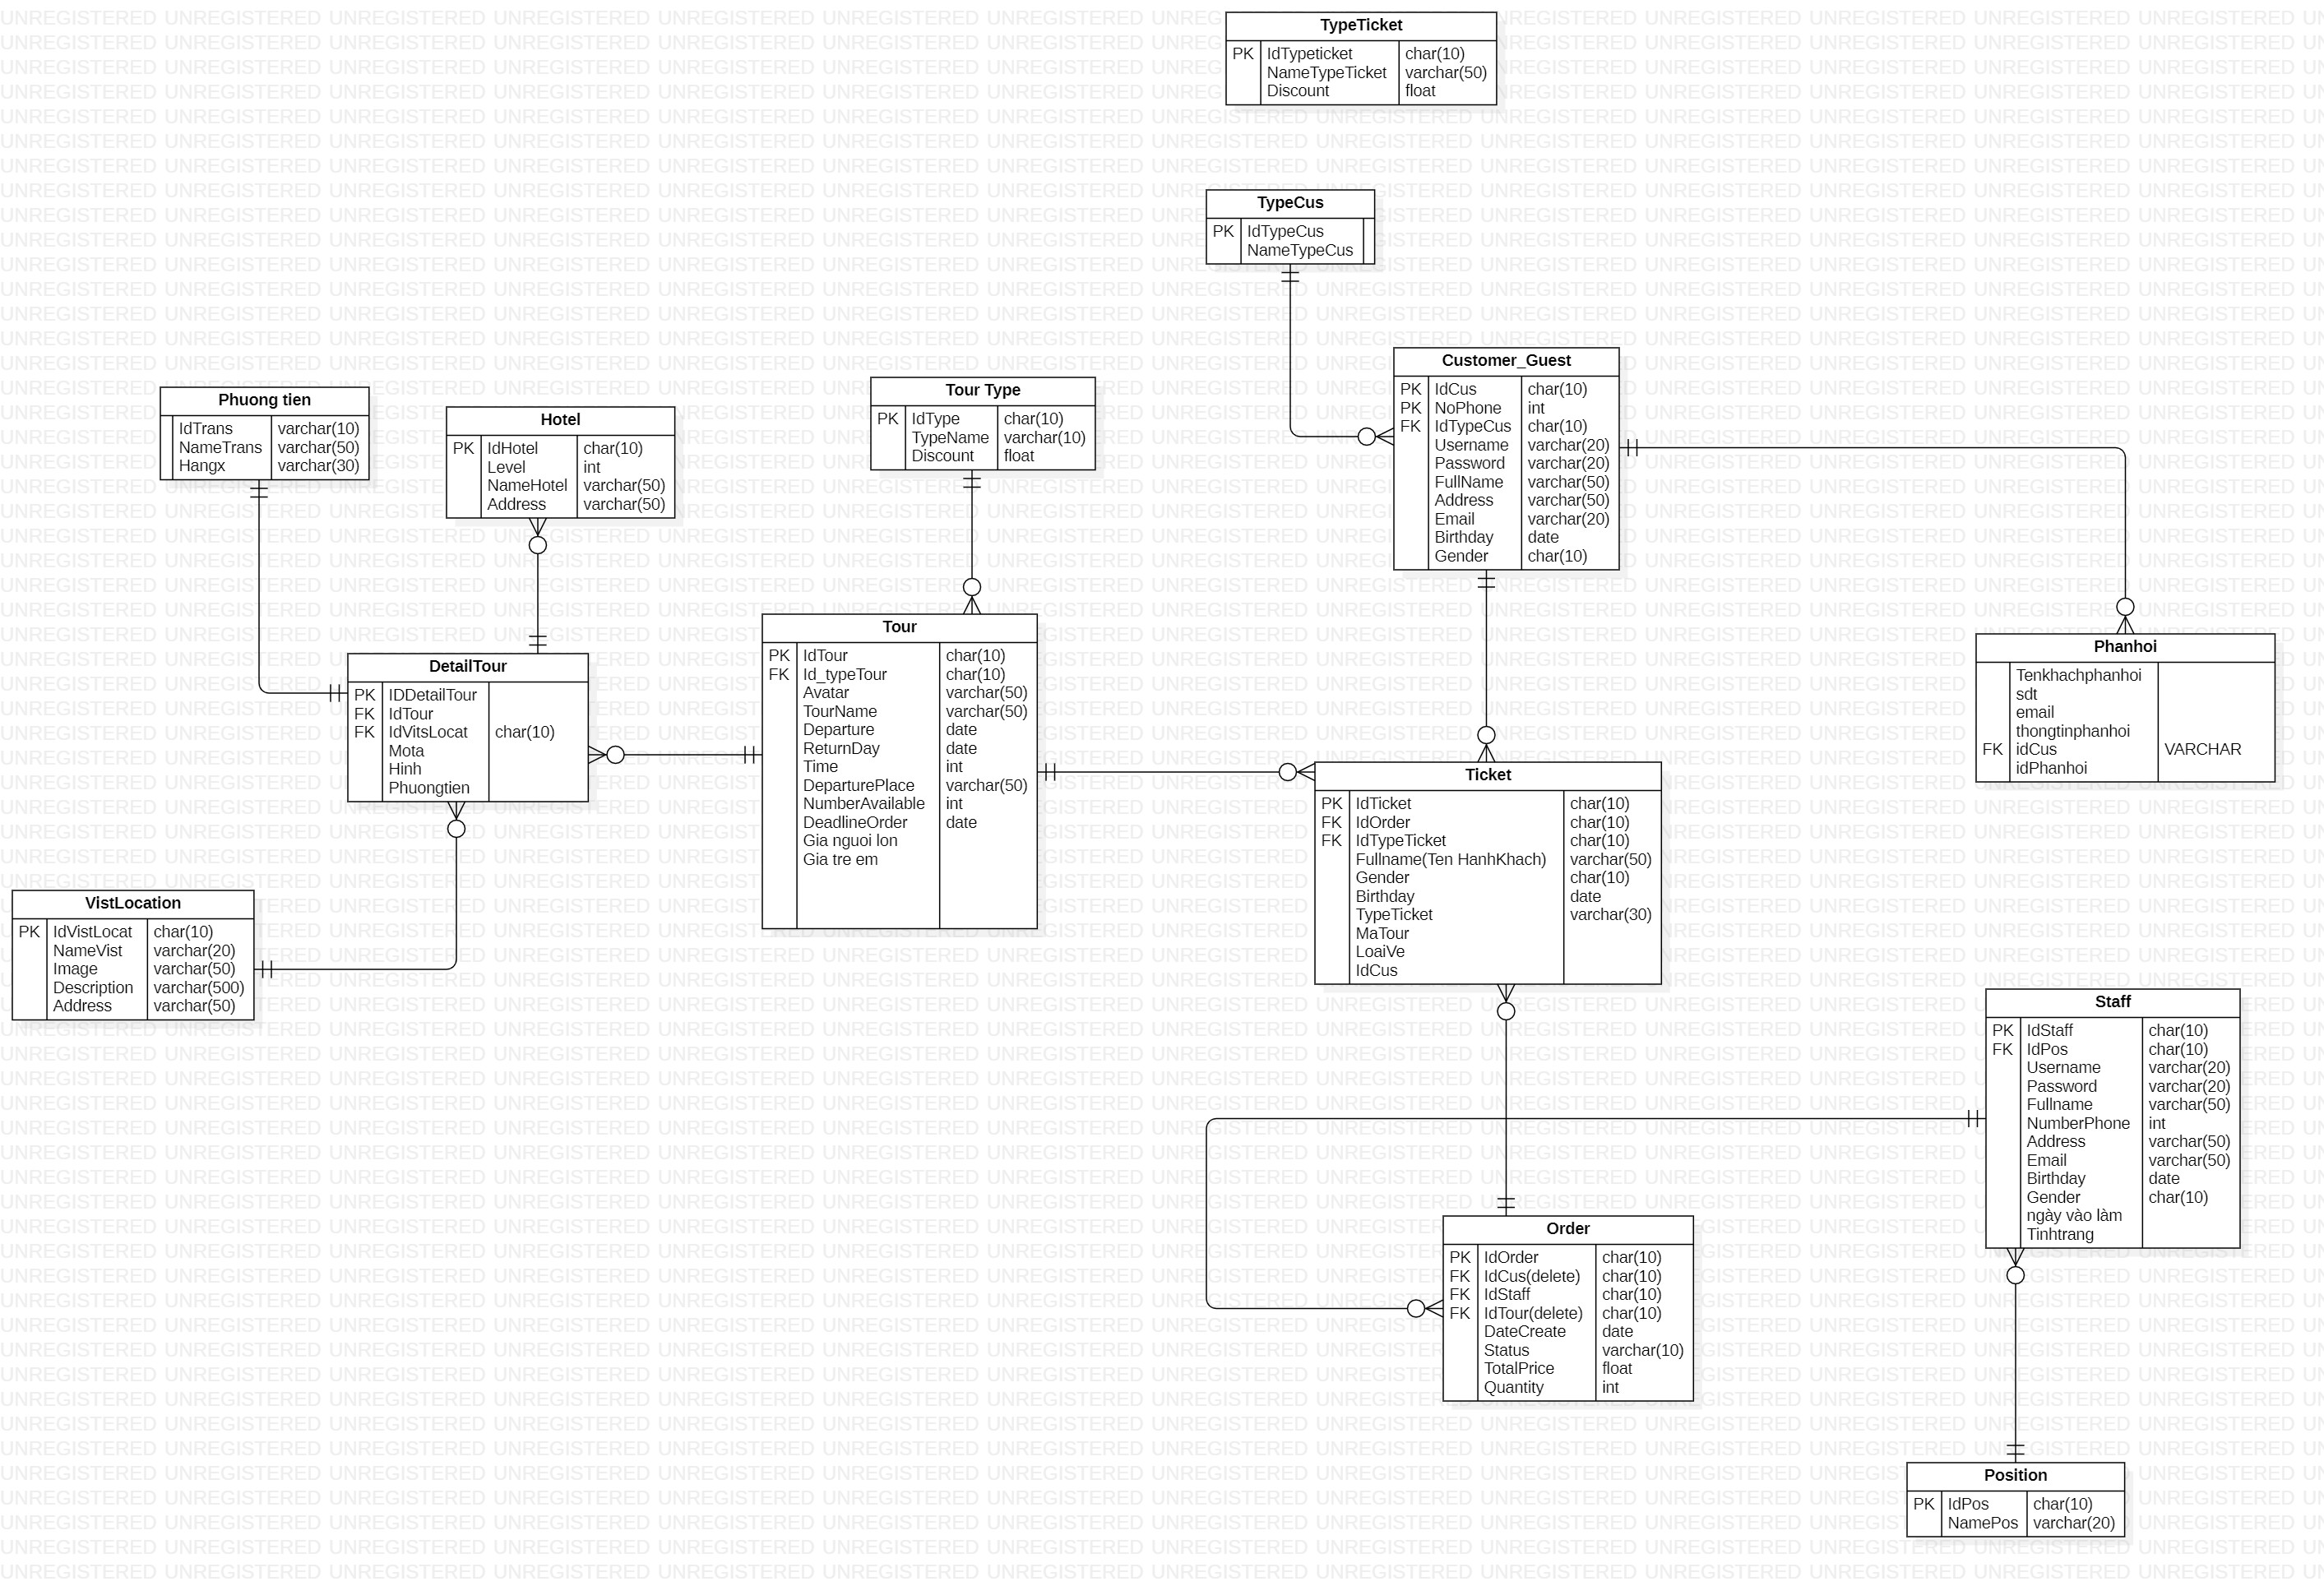 TypeTicket
PK IdTypeticket char(10)
NameTypeTicket varchar(50)
Discount float
TypeCus
PK IdTypeCus
NameTypeCus
Customer_Guest
PK IdCus char(10)
PK NoPhone int
FK IdTypeCus char(10)
Username varchar(20)
Password varchar(20)
FullName varchar(50)
Address varchar(50)
Email varchar(20)
Birthday date
Gender char(10)
Phuong tien
IdTrans varchar(10)
NameTrans varchar(50)
Hangx varchar(30)
Hotel
PK IdHotel char(10)
Level int
NameHotel varchar(50)
Address varchar(50)
Tour Type
PK IdType char(10)
TypeName varchar(10)
Discount float
DetailTour
PK IDDetailTour
FK IdTour
FK IdVitsLocat char(10)
Mota
Hinh
Phuongtien
Tour
PK IdTour char(10)
FK Id_typeTour char(10)
Avatar varchar(50)
TourName varchar(50)
Departure date
ReturnDay date
Time int
DeparturePlace varchar(50)
NumberAvailable int
DeadlineOrder date
Gia nguoi lon
Gia tre em
Phanhoi
Tenkhachphanhoi
sdt
email
thongtinphanhoi
FK idCus VARCHAR
idPhanhoi
Ticket
PK IdTicket char(10)
FK IdOrder char(10)
FK IdTypeTicket char(10)
Fullname(Ten HanhKhach) varchar(50)
Gender char(10)
Birthday date
TypeTicket varchar(30)
MaTour
LoaiVe
IdCus
VistLocation
PK IdVistLocat char(10)
NameVist varchar(20)
Image varchar(50)
Description varchar(500)
Address varchar(50)
Staff
PK IdStaff char(10)
FK IdPos char(10)
Username varchar(20)
Password varchar(20)
Fullname varchar(50)
NumberPhone int
Address varchar(50)
Email varchar(50)
Birthday date
Gender char(10)
ngày vào làm
Tinhtrang
Order
PK IdOrder char(10)
FK IdCus(delete) char(10)
FK IdStaff char(10)
FK IdTour(delete) char(10)
DateCreate date
Status varchar(10)
TotalPrice float
Quantity int
Position
PK IdPos char(10)
NamePos varchar(20)
UNREGISTERED